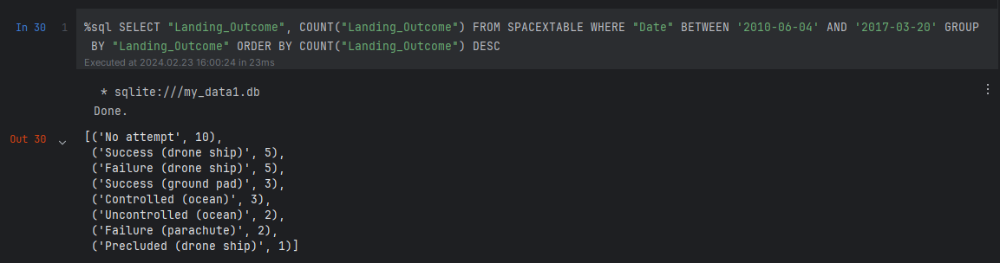 In 30 1 %sql SELECT "Landing_Outcome", COUNT("Landing_Outcome") FROM SPACEXTABLE WHERE "Date" BETWEEN '2010-06-04' AND '2017-03-20' GROUP
BY "Landing_Outcome" ORDER BY COUNT("Landing_Outcome") DESC
Executed at 2024.02.23 16:00:24 in 23ms
* sqlite:///my_data1.db
Done.
Out 30 [('No attempt', 10),
('Success (drone ship)', 5),
('Failure (drone ship)', 5),
('Success (ground pad)', 3),
('Controlled (ocean)', 3),
('Uncontrolled (ocean)', 2),
('Failure (parachute)', 2),
('Precluded (drone ship)', 1)]